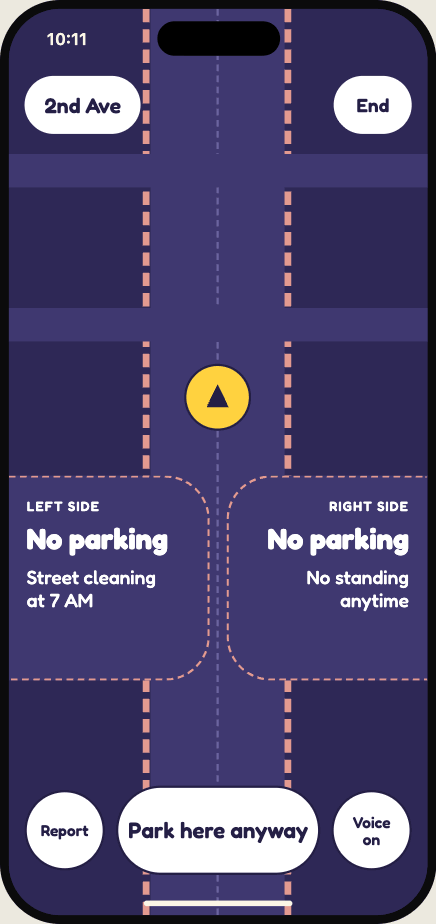 10:11
2nd Ave
End
LEFT SIDE
No parking
Street cleaning
at 7 AM
RIGHT SIDE
No parking
No standing
anytime
Report
Park here anyway
Voice
on